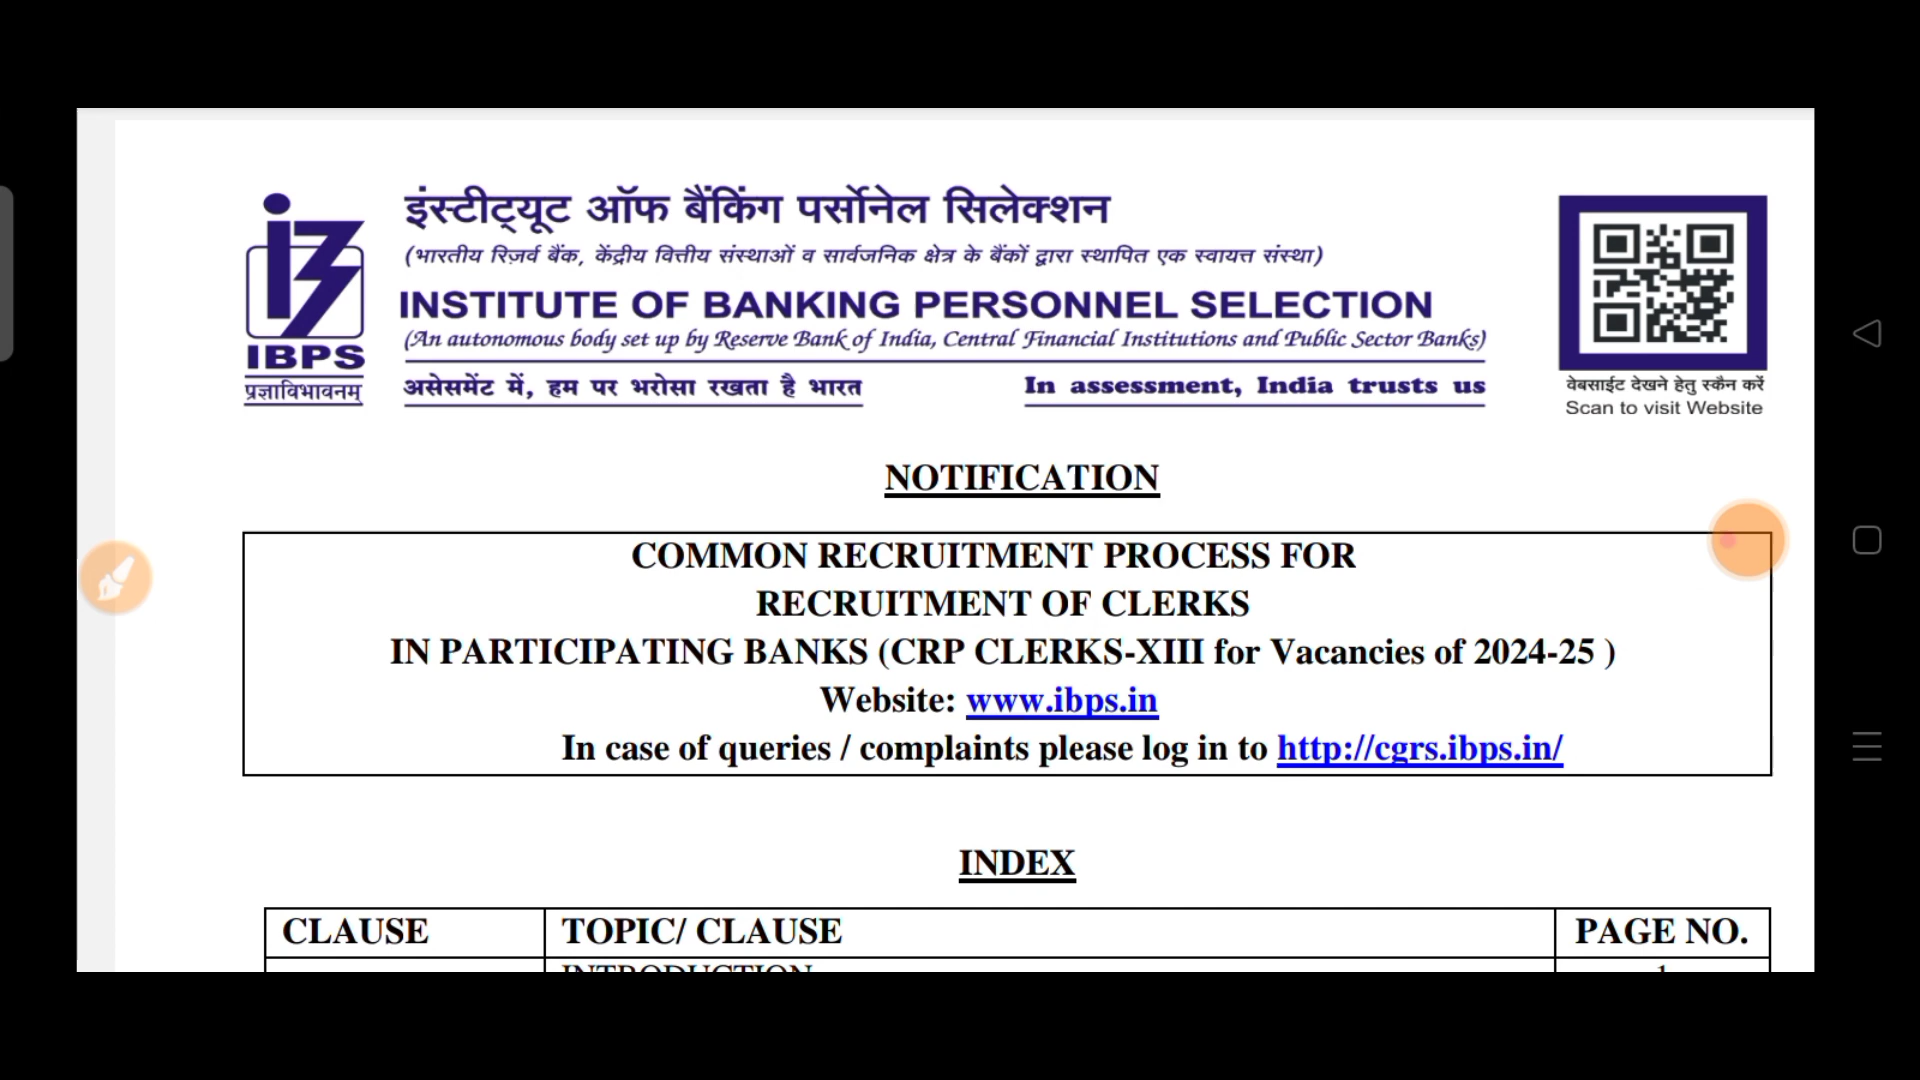 इंस्टीट्यूट ऑफ बैंकिंग पर्सोनेल सिलेक्शन
(भारतीय रिज़र्व बैंक, केंद्रीय वित्तीय संस्थाओं व सार्वजनिक क्षेत्र के बैंकों द्वारा स्थापित एक स्वायत्त संस्था)
INSTITUTE OF BANKING PERSONNEL SELECTION
(An autonomous body set up by Reserve Bank of India, Central Financial Institutions and Public Sector Banks)
IBPS
प्रज्ञाविभावनम्
असेसमेंट में, हम पर भरोसा रखता है भारत
In assessment, India trusts us
वेबसाईट देखने हेतु स्कैन करें
Scan to visit Website
NOTIFICATION
COMMON RECRUITMENT PROCESS FOR
RECRUITMENT OF CLERKS
IN PARTICIPATING BANKS (CRP CLERKS-XIII for Vacancies of 2024-25 )
Website: www.ibps.in
In case of queries / complaints please log in to http://cgrs.ibps.in/
INDEX
CLAUSE TOPIC/ CLAUSE PAGE NO.
INTRODUCTION 1